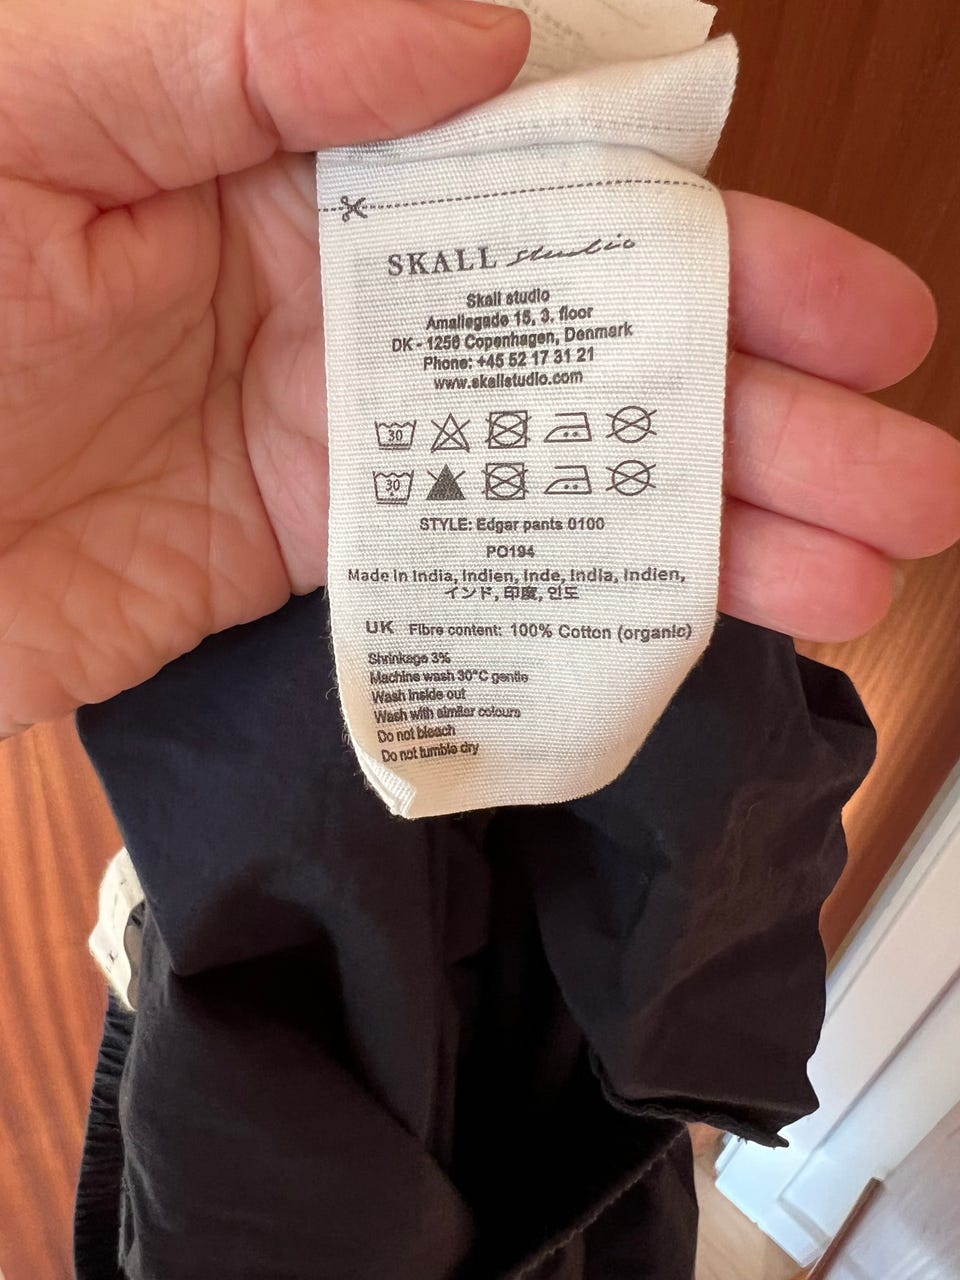 SKALL studio
Skall studio
Amaliegade 15, 3. floor
DK - 1256 Copenhagen, Denmark
Phone: +45 52 17 31 21
www.skallstudio.com
30
30
STYLE: Edgar pants 0100
PO194
Made in India, Indien, Inde, India, Indien,
インド, 印度, 인도
UK Fibre content: 100% Cotton (organic)
Shrinkage 3%
Machine wash 30°C gentle
Wash inside out
Wash with similar colours
Do not bleach
Do not tumble dry